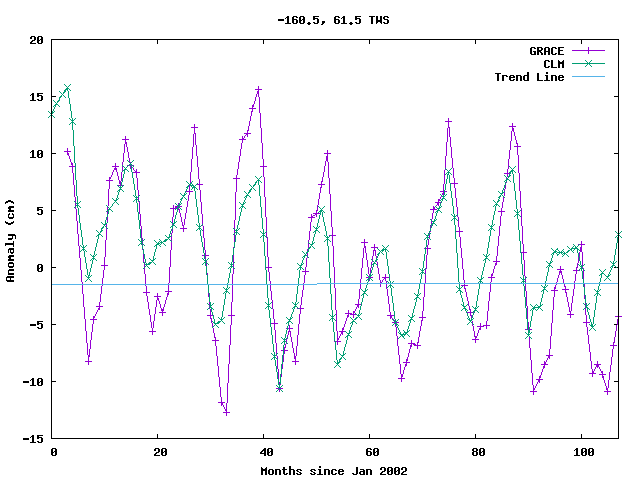 -160.5, 61.5 TWS
GRACE
CLM
Trend Line
20
15
10
5
0
-5
-10
-15
Anomaly (cm)
0 20 40 60 80 100
Months since Jan 2002